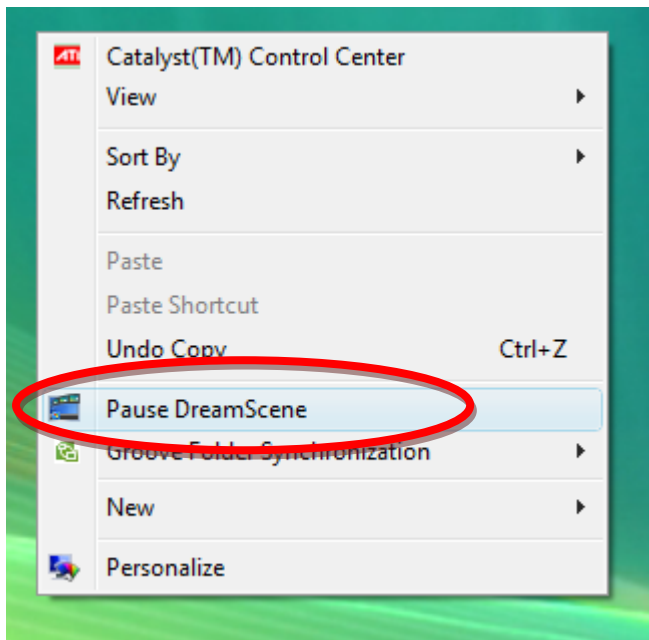 ATI Catalyst(TM) Control Center
View
Sort By
Refresh
Paste
Paste Shortcut
Undo Copy Ctrl+Z
Pause DreamScene
Groove Folder Synchronization
New
Personalize